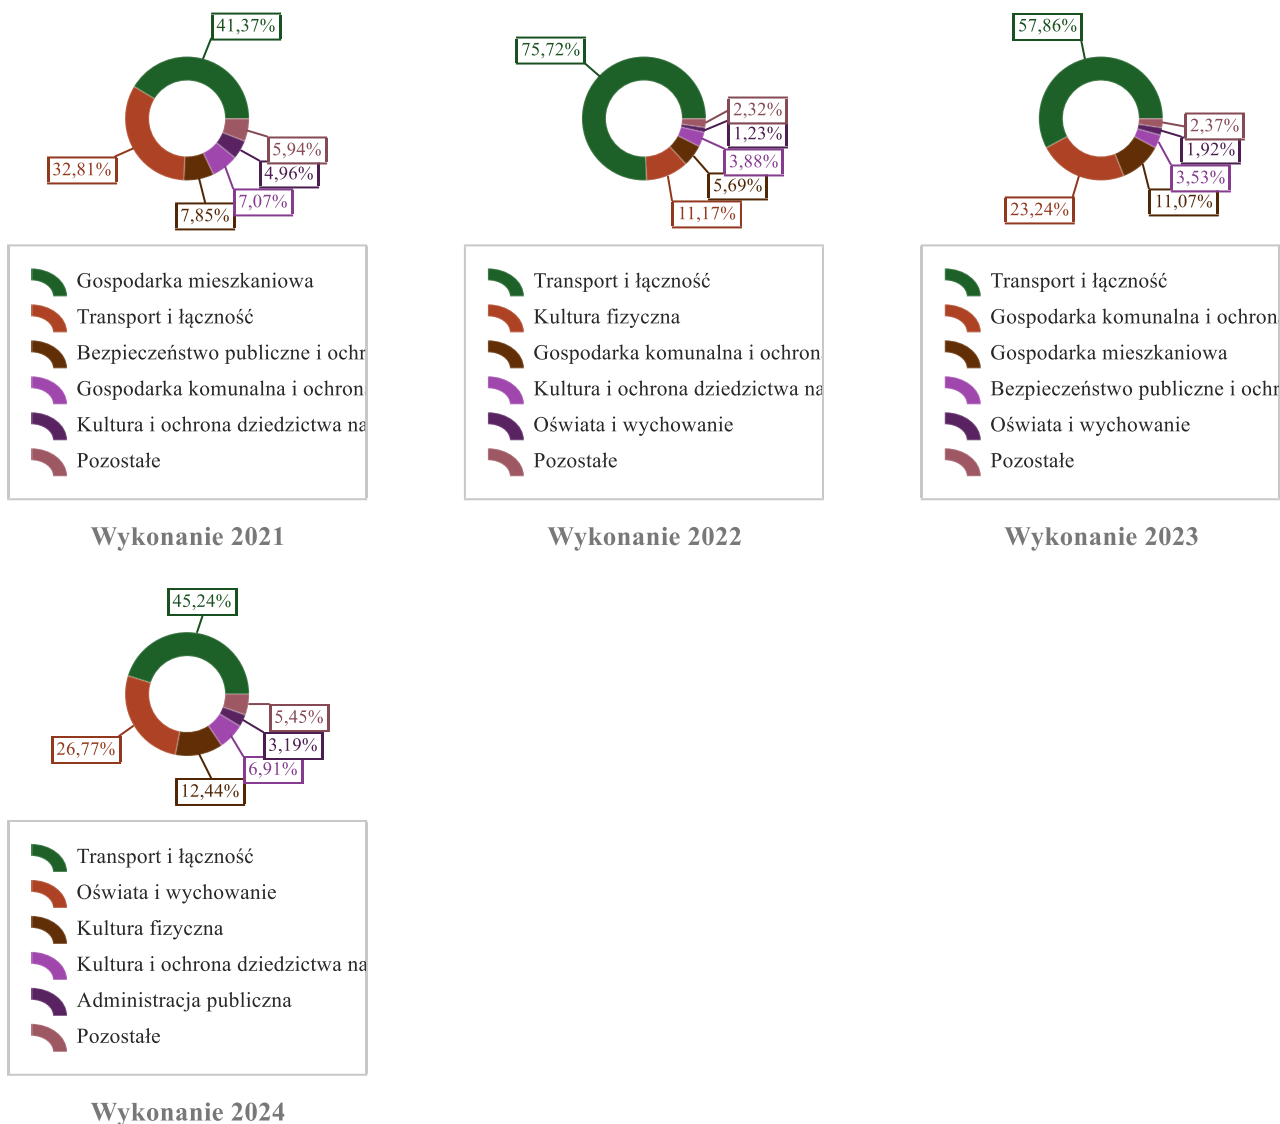 41,37%
32,81%
7,85%
7,07%
4,96%
5,94%
Gospodarka mieszkaniowa
Transport i łączność
Bezpieczeństwo publiczne i ochr
Gospodarka komunalna i ochron
Kultura i ochrona dziedzictwa na
Pozostałe
Wykonanie 2021
75,72%
11,17%
5,69%
3,88%
1,23%
2,32%
Transport i łączność
Kultura fizyczna
Gospodarka komunalna i ochron
Kultura i ochrona dziedzictwa na
Oświata i wychowanie
Pozostałe
Wykonanie 2022
57,86%
23,24%
11,07%
3,53%
1,92%
2,37%
Transport i łączność
Gospodarka komunalna i ochron
Gospodarka mieszkaniowa
Bezpieczeństwo publiczne i ochr
Oświata i wychowanie
Pozostałe
Wykonanie 2023
45,24%
26,77%
12,44%
6,91%
3,19%
5,45%
Transport i łączność
Oświata i wychowanie
Kultura fizyczna
Kultura i ochrona dziedzictwa na
Administracja publiczna
Pozostałe
Wykonanie 2024